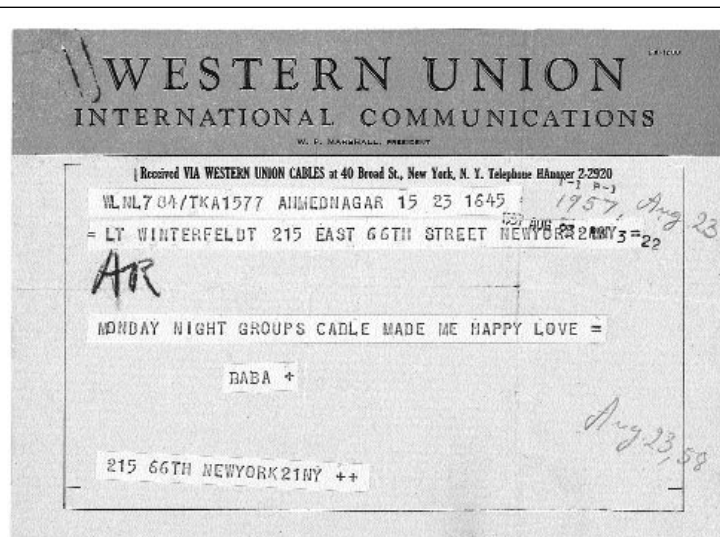 WESTERN UNION
INTERNATIONAL COMMUNICATIONS
W. P. MARSHALL, PRESIDENT
Received VIA WESTERN UNION CABLES at 40 Broad St., New York, N. Y. Telephone HAnover 2-2920
WLNL784/TKA1577 AHMEDNAGAR 15 23 1645
1957, Aug 23
= LT WINTERFELDT 215 EAST 66TH STREET
AR
MONDAY NIGHT GROUPS CABLE MADE ME HAPPY LOVE =
BABA +
Aug 23, 58
215 66TH NEWYORK21NY ++